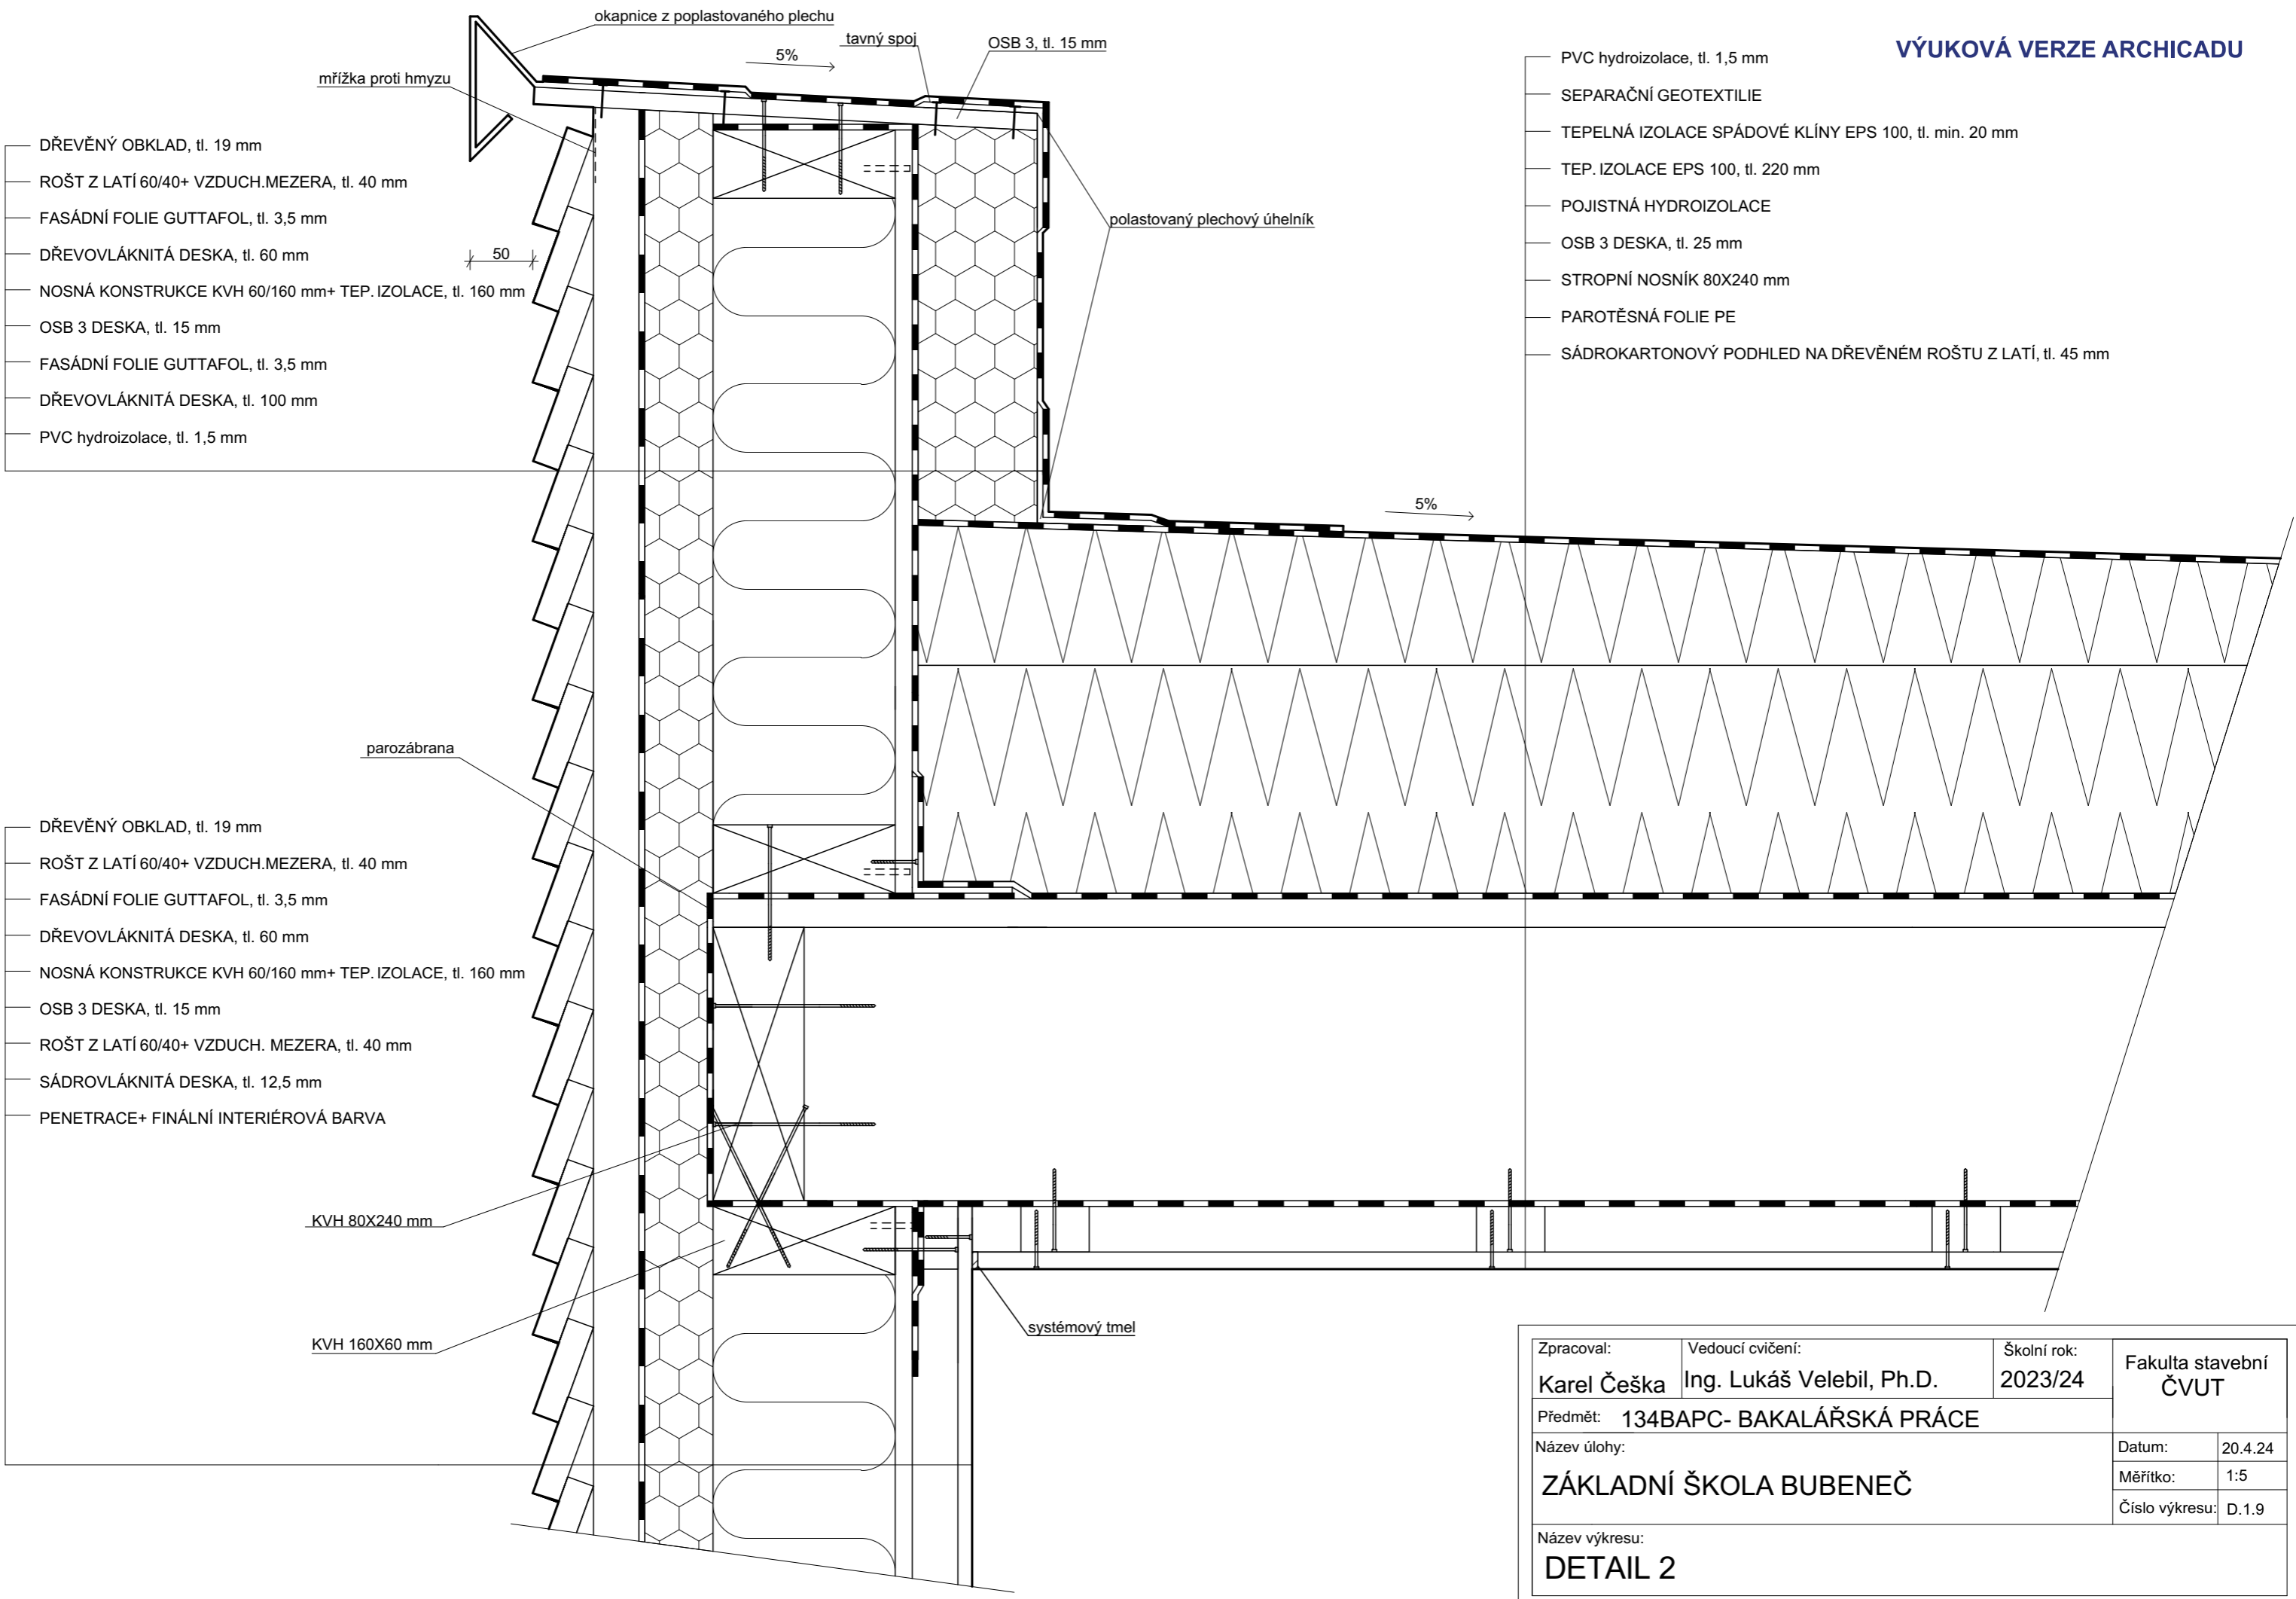 okapnice z poplastovaného plechu
tavný spoj
OSB 3, tl. 15 mm
5%
mřížka proti hmyzu
VÝUKOVÁ VERZE ARCHICADU
PVC hydroizolace, tl. 1,5 mm
SEPARAČNÍ GEOTEXTILIE
TEPELNÁ IZOLACE SPÁDOVÉ KLÍNY EPS 100, tl. min. 20 mm
TEP. IZOLACE EPS 100, tl. 220 mm
POJISTNÁ HYDROIZOLACE
OSB 3 DESKA, tl. 25 mm
STROPNÍ NOSNÍK 80X240 mm
PAROTĚSNÁ FOLIE PE
SÁDROKARTONOVÝ PODHLED NA DŘEVĚNÉM ROŠTU Z LATÍ, tl. 45 mm
DŘEVĚNÝ OBKLAD, tl. 19 mm
ROŠT Z LATÍ 60/40+ VZDUCH.MEZERA, tl. 40 mm
FASÁDNÍ FOLIE GUTTAFOL, tl. 3,5 mm
DŘEVOVLÁKNITÁ DESKA, tl. 60 mm
NOSNÁ KONSTRUKCE KVH 60/160 mm+ TEP. IZOLACE, tl. 160 mm
OSB 3 DESKA, tl. 15 mm
FASÁDNÍ FOLIE GUTTAFOL, tl. 3,5 mm
DŘEVOVLÁKNITÁ DESKA, tl. 100 mm
PVC hydroizolace, tl. 1,5 mm
50
polastovaný plechový úhelník
5%
parozábrana
DŘEVĚNÝ OBKLAD, tl. 19 mm
ROŠT Z LATÍ 60/40+ VZDUCH.MEZERA, tl. 40 mm
FASÁDNÍ FOLIE GUTTAFOL, tl. 3,5 mm
DŘEVOVLÁKNITÁ DESKA, tl. 60 mm
NOSNÁ KONSTRUKCE KVH 60/160 mm+ TEP. IZOLACE, tl. 160 mm
OSB 3 DESKA, tl. 15 mm
ROŠT Z LATÍ 60/40+ VZDUCH. MEZERA, tl. 40 mm
SÁDROVLÁKNITÁ DESKA, tl. 12,5 mm
PENETRACE+ FINÁLNÍ INTERIÉROVÁ BARVA
KVH 80X240 mm
KVH 160X60 mm
systémový tmel
Zpracoval:
Karel Češka
Vedoucí cvičení:
Ing. Lukáš Velebil, Ph.D.
Školní rok:
2023/24
Fakulta stavební
ČVUT
Předmět: 134BAPC- BAKALÁŘSKÁ PRÁCE
Název úlohy:
ZÁKLADNÍ ŠKOLA BUBENEČ
Datum: 20.4.24
Měřítko: 1:5
Číslo výkresu: D.1.9
Název výkresu:
DETAIL 2